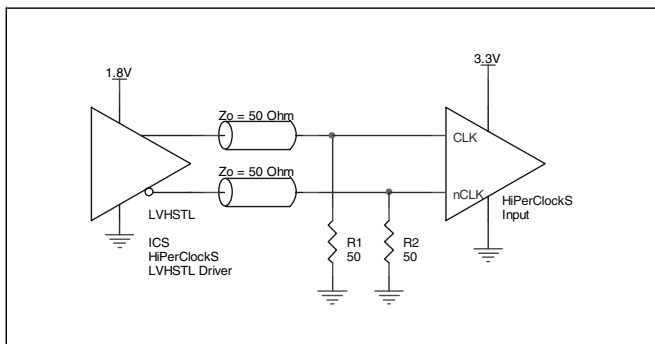 1.8V
3.3V
Zo = 50 Ohm
CLK
Zo = 50 Ohm
nCLK
HiPerClockS
Input
LVHSTL
ICS
HiPerClockS
LVHSTL Driver
R1
50
R2
50